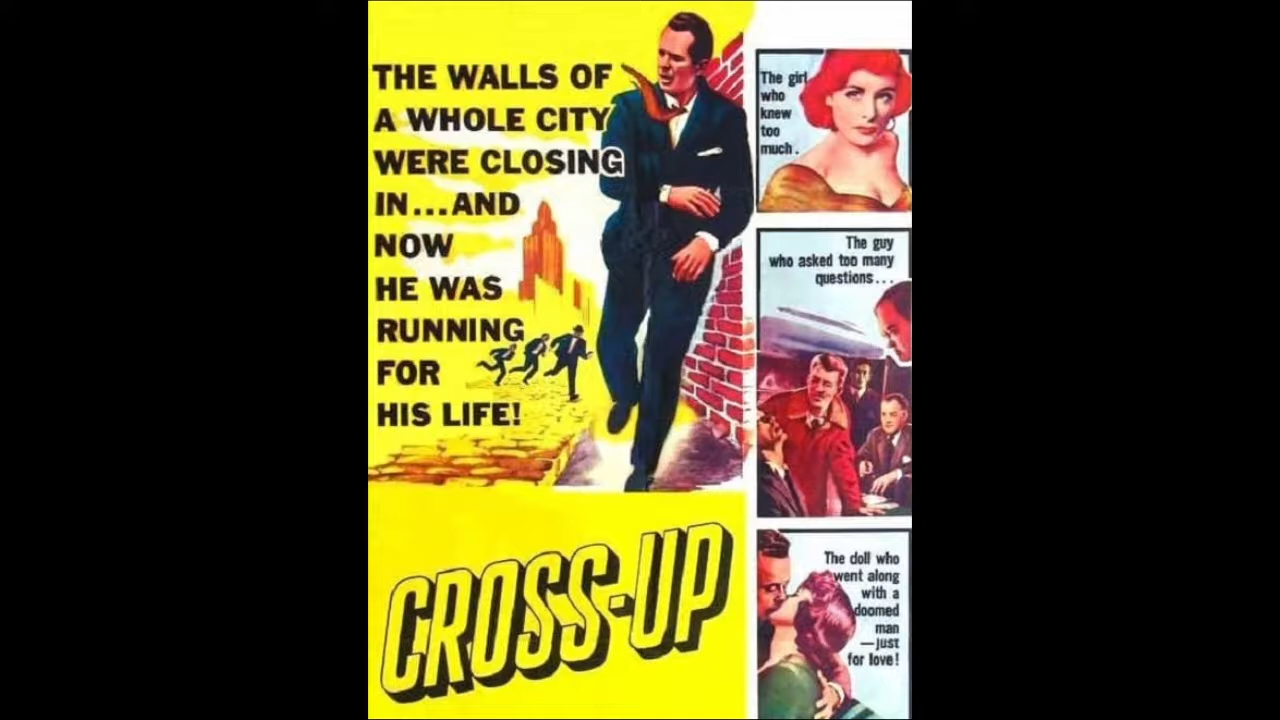 THE WALLS OF
A WHOLE CITY
WERE CLOSING
IN...AND
NOW
HE WAS
RUNNING
FOR
HIS LIFE!
CROSS-UP
The girl
who
knew
too
much.
The guy
who asked too many
questions...
The doll who
went along
with a
doomed
man
—just
for love!